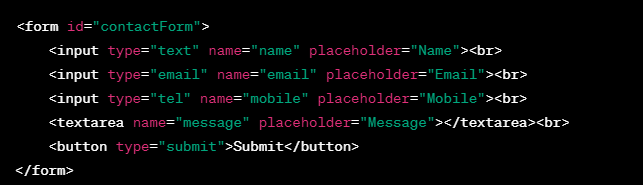 <form id="contactForm">
<input type="text" name="name" placeholder="Name"><br>
<input type="email" name="email" placeholder="Email"><br>
<input type="tel" name="mobile" placeholder="Mobile"><br>
<textarea name="message" placeholder="Message"></textarea><br>
<button type="submit">Submit</button>
</form>